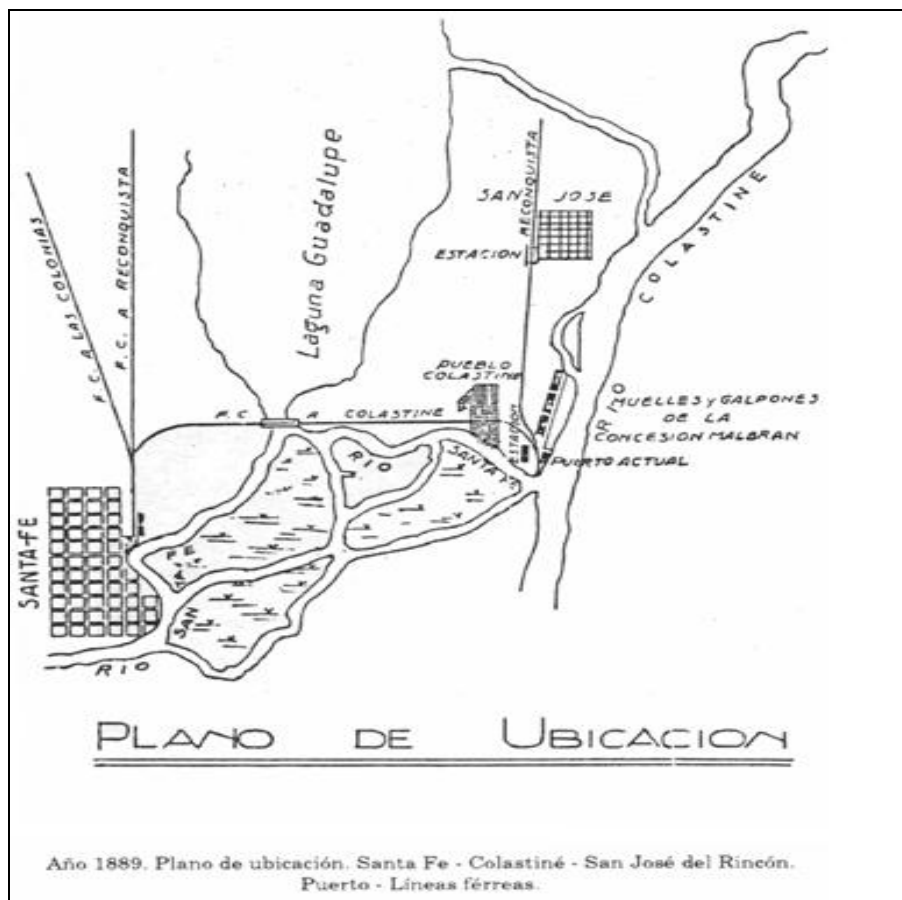 F. C. A LAS COLONIAS
F. C. A RECONQUISTA
Laguna Guadalupe
SAN JOSE
RECONQUISTA
ESTACION
RIO COLASTINE
PUEBLO
COLASTINE
F. C. A COLASTINE
ESTACION
MUELLES y GALPONES
DE LA
CONCESION MALBRAN
PUERTO ACTUAL
RIO
SANTA FE
SANTA-FE
RIO
SAN
PLANO DE UBICACION
Año 1889. Plano de ubicación. Santa Fe - Colastiné - San José del Rincón.
Puerto - Líneas férreas.